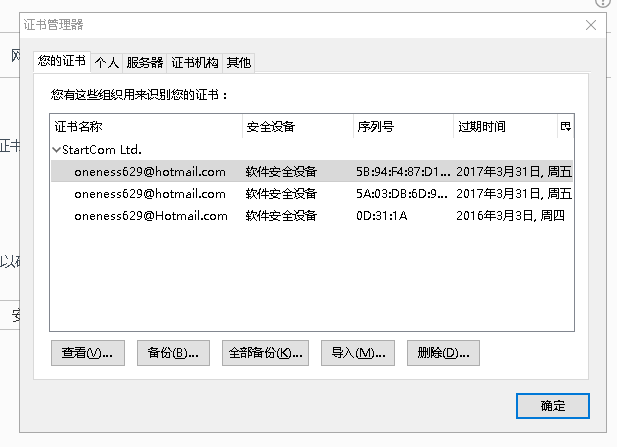 证书管理器
您的证书 个人 服务器 证书机构 其他
您有这些组织用来识别您的证书：
证书名称 安全设备 序列号 过期时间
StartCom Ltd.
oneness629@hotmail.com 软件安全设备 5B:94:F4:87:D1... 2017年3月31日, 周五
oneness629@hotmail.com 软件安全设备 5A:03:DB:6D:9... 2017年3月31日, 周五
oneness629@Hotmail.com 软件安全设备 0D:31:1A 2016年3月3日, 周四
查看(V)... 备份(B)... 全部备份(K)... 导入(M)... 删除(D)...
确定